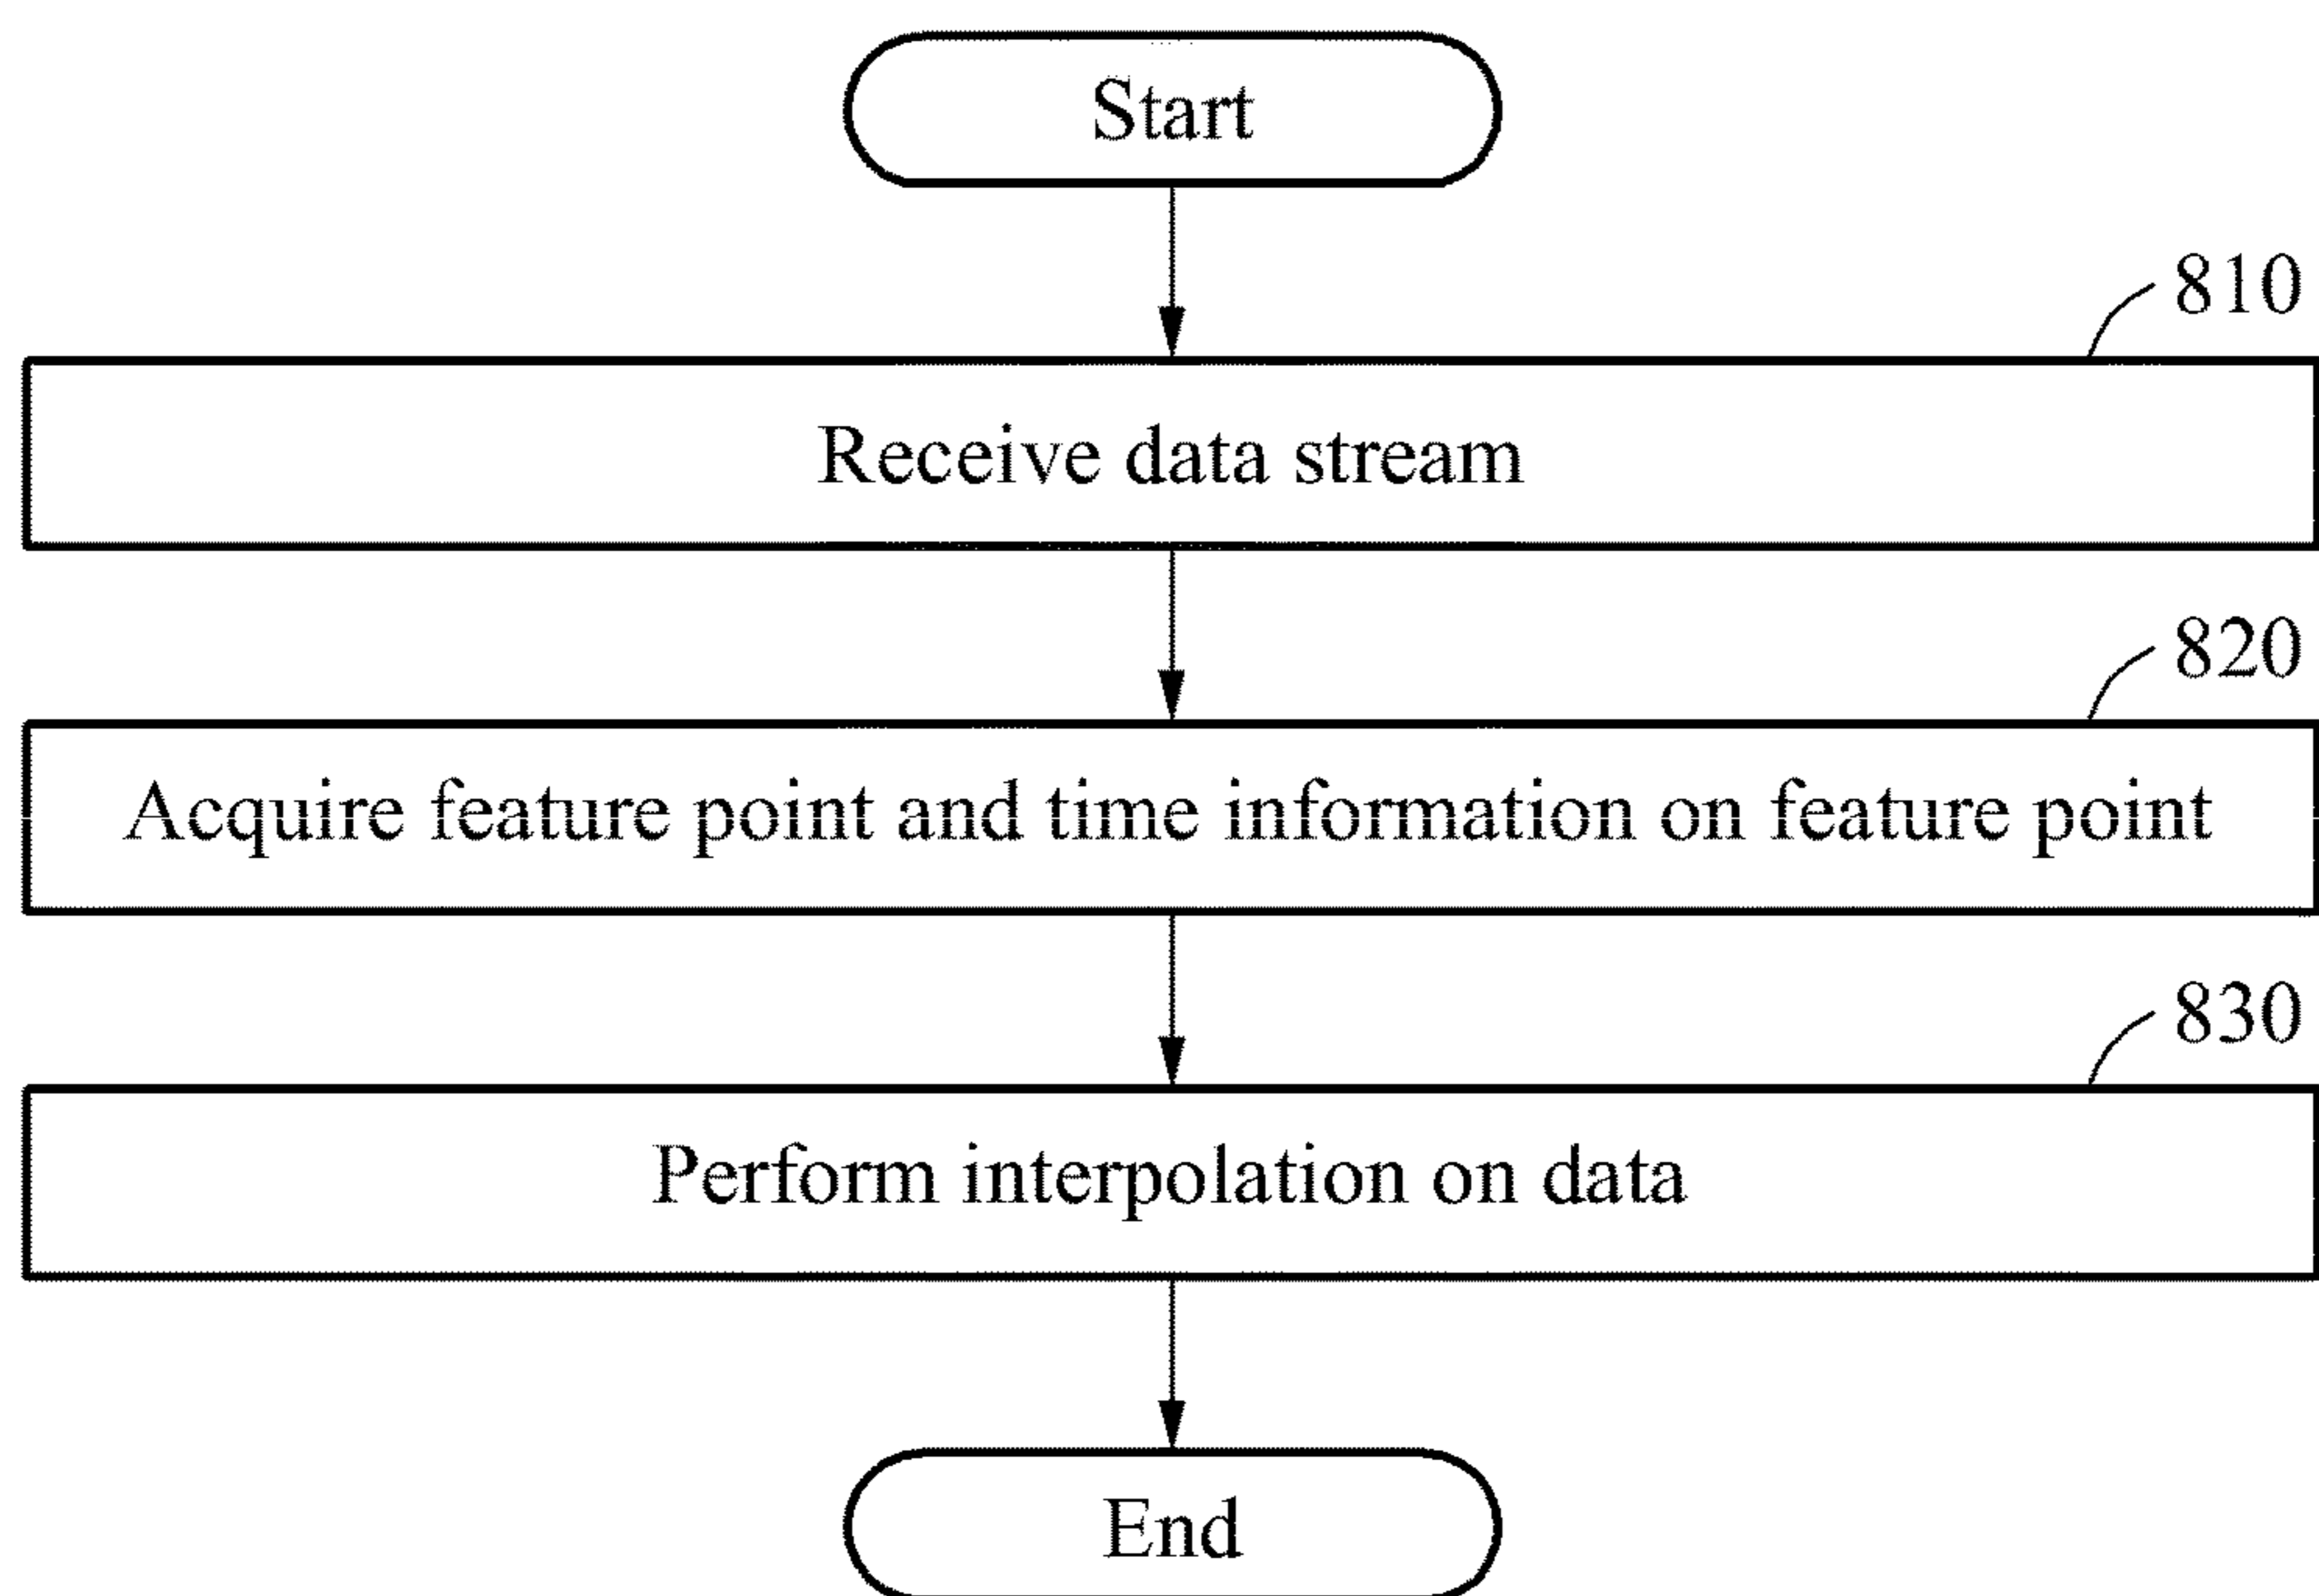 Start
810
Receive data stream
820
Acquire feature point and time information on feature point
830
Perform interpolation on data
End